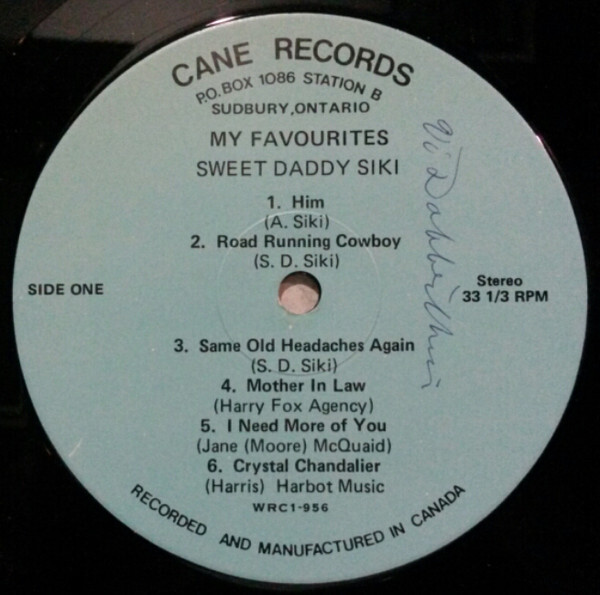 CANE RECORDS
P.O. BOX 1086 STATION B
SUDBURY, ONTARIO
MY FAVOURITES
SWEET DADDY SIKI
1. Him
(A. Siki)
2. Road Running Cowboy
(S. D. Siki)
SIDE ONE
Stereo
33 1/3 RPM
3. Same Old Headaches Again
(S. D. Siki)
4. Mother In Law
(Harry Fox Agency)
5. I Need More of You
(Jane (Moore) McQuaid)
6. Crystal Chandalier
(Harris) Harbot Music
WRC1-956
RECORDED AND MANUFACTURED IN CANADA